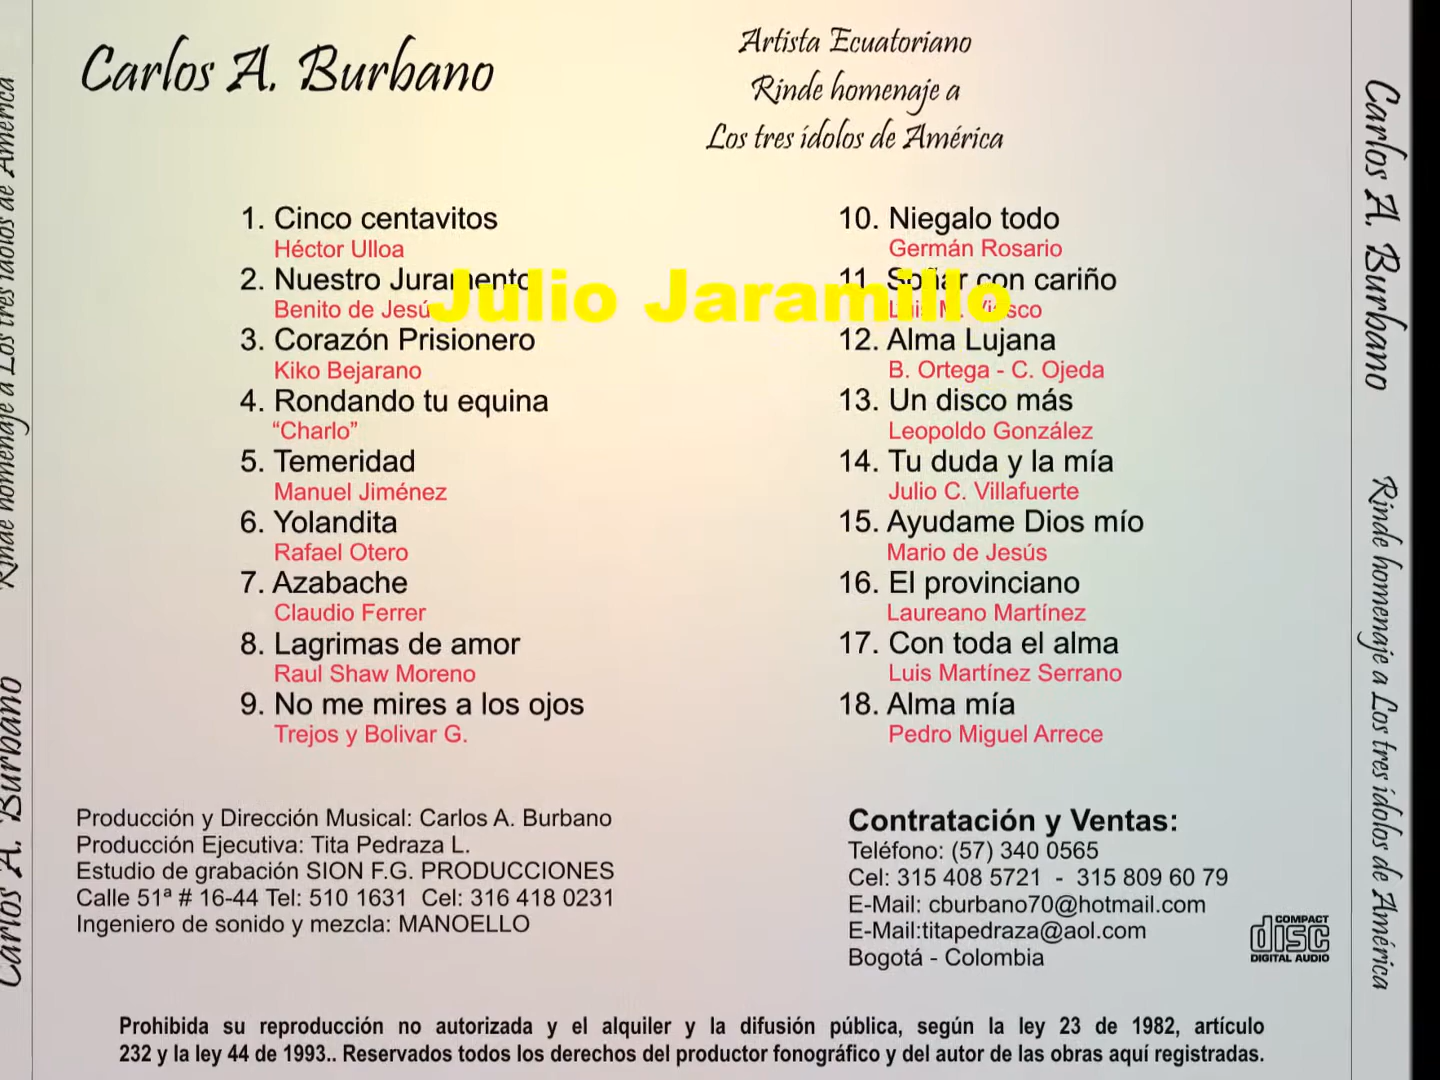 Carlos A. Burbano
Artista Ecuatoriano
Rinde homenaje a
Los tres ídolos de América
1. Cinco centavitos
Héctor Ulloa
2. Nuestro Juramento
Benito de Jesú
3. Corazón Prisionero
Kiko Bejarano
4. Rondando tu equina
“Charlo”
5. Temeridad
Manuel Jiménez
6. Yolandita
Rafael Otero
7. Azabache
Claudio Ferrer
8. Lagrimas de amor
Raul Shaw Moreno
9. No me mires a los ojos
Trejos y Bolivar G.
Julio Jaramillo
10. Niegalo todo
Germán Rosario
11. Soñar con cariño
Luis M.
12. Alma Lujana
B. Ortega - C. Ojeda
13. Un disco más
Leopoldo González
14. Tu duda y la mía
Julio C. Villafuerte
15. Ayudame Dios mío
Mario de Jesús
16. El provinciano
Laureano Martínez
17. Con toda el alma
Luis Martínez Serrano
18. Alma mía
Pedro Miguel Arrece
Producción y Dirección Musical: Carlos A. Burbano
Producción Ejecutiva: Tita Pedraza L.
Estudio de grabación SION F.G. PRODUCCIONES
Calle 51ª # 16-44 Tel: 510 1631 Cel: 316 418 0231
Ingeniero de sonido y mezcla: MANOELLO
Contratación y Ventas:
Teléfono: (57) 340 0565
Cel: 315 408 5721 - 315 809 60 79
E-Mail: cburbano70@hotmail.com
E-Mail:titapedraza@aol.com
Bogotá - Colombia
COMPACT
disc
DIGITAL AUDIO
Prohibida su reproducción no autorizada y el alquiler y la difusión pública, según la ley 23 de 1982, artículo
232 y la ley 44 de 1993.. Reservados todos los derechos del productor fonográfico y del autor de las obras aquí registradas.
Carlos A. Burbano
Rinde homenaje a Los tres ídolos de América
Carlos A. Burbano
Rinde homenaje a Los tres ídolos de América